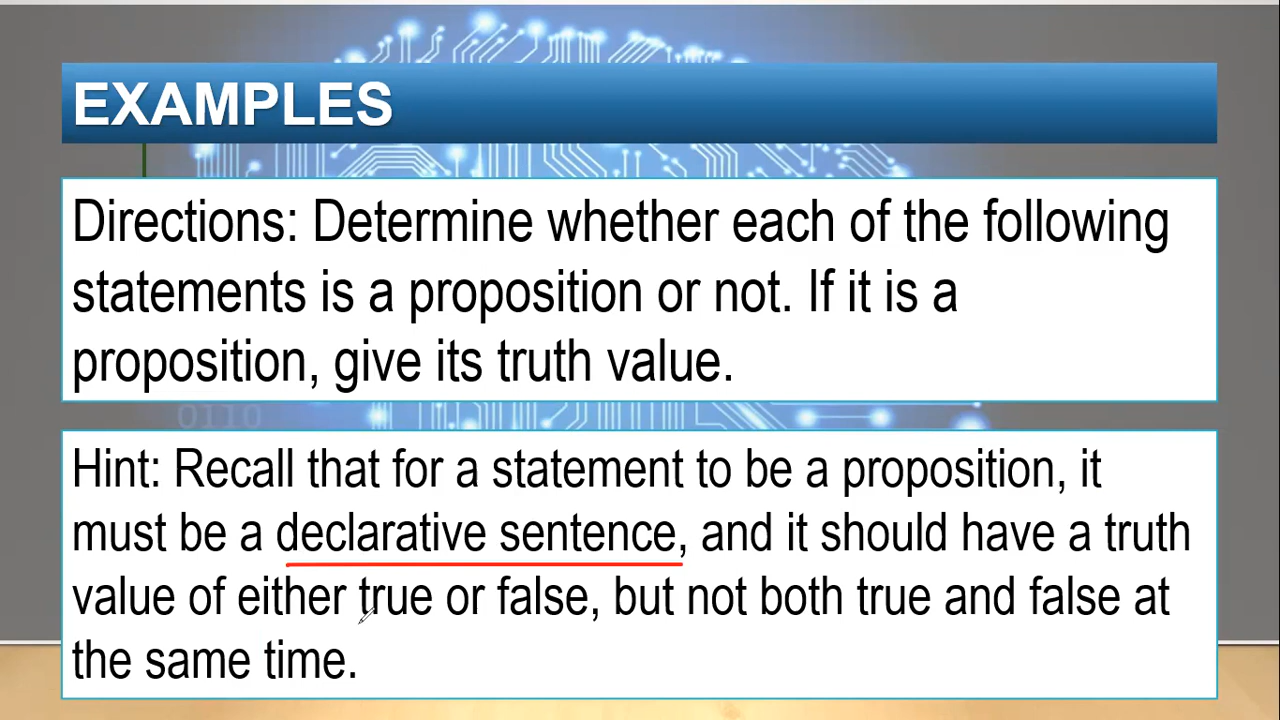 EXAMPLES
Directions: Determine whether each of the following
statements is a proposition or not. If it is a
proposition, give its truth value.
0110
Hint: Recall that for a statement to be a proposition, it
must be a declarative sentence, and it should have a truth
value of either true or false, but not both true and false at
the same time.